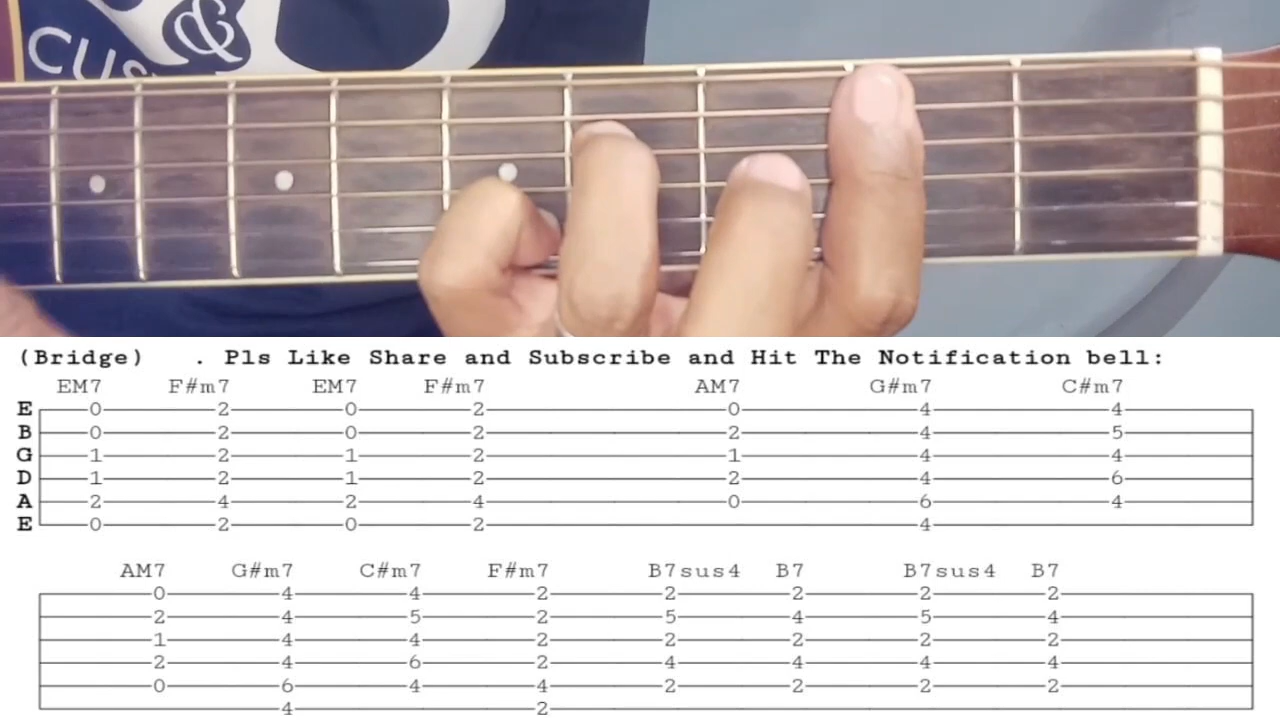 &
CUS
(Bridge) . Pls Like Share and Subscribe and Hit The Notification bell:
EM7 F#m7 EM7 F#m7 AM7 G#m7 C#m7
E 0 2 0 2 0 4 4
B 0 2 0 2 2 4 5
G 1 2 1 2 1 4 4
D 1 2 1 2 2 4 6
A 2 4 2 4 0 6 4
E 0 2 0 2 4
AM7 G#m7 C#m7 F#m7 B7sus4 B7 B7sus4 B7
0 4 4 2 2 2 2 2
2 4 5 2 5 4 5 4
1 4 4 2 2 2 2 2
2 4 6 2 4 4 4 4
0 6 4 4 2 2 2 2
4 2